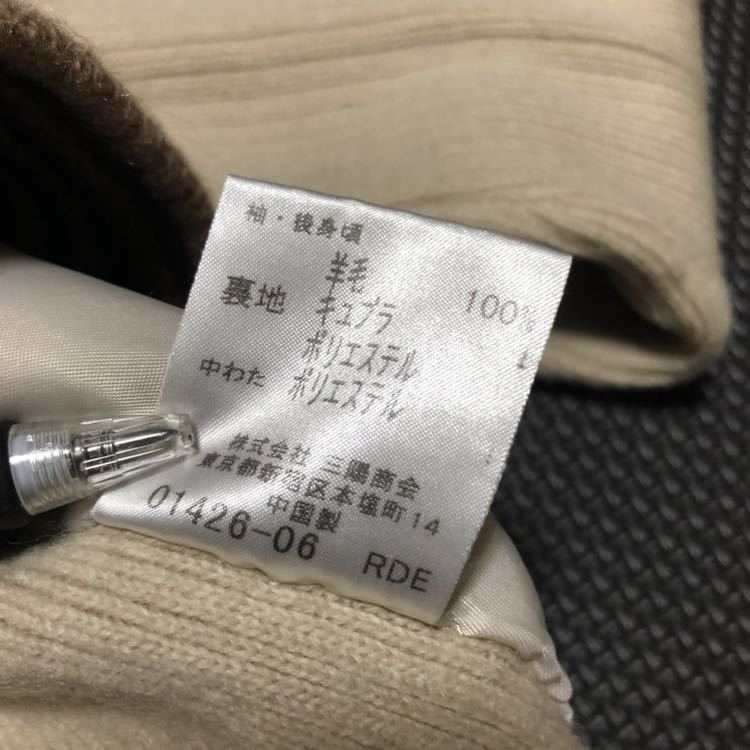 袖・後身頃
羊毛 100%
裏地 キュプラ
ポリエステル
中わた ポリエステル
株式会社 三陽商会
東京都新宿区本塩町14
中国製
01426-06 RDE